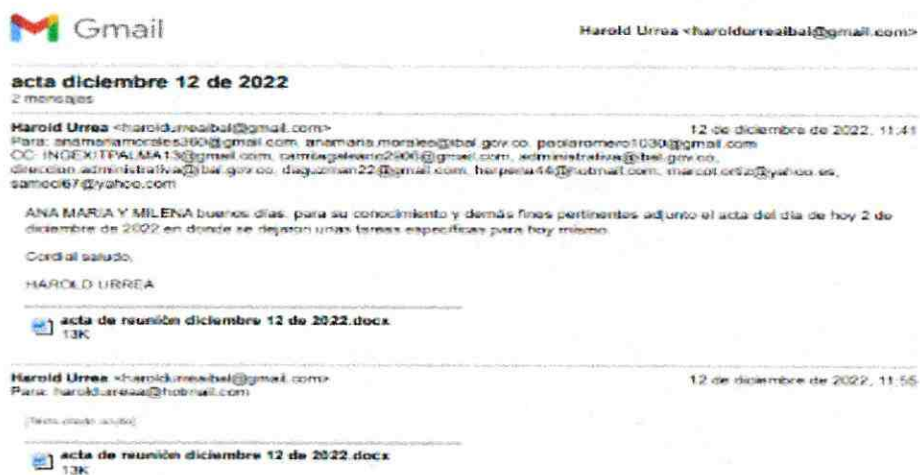 Gmail
Harold Urrea <haroldurreaibal@gmail.com>
acta diciembre 12 de 2022
2 mensajes
Harold Urrea <haroldurreaibal@gmail.com>
12 de diciembre de 2022, 11:41
Para: anamariamorales360@gmail.com, anamaria.morales@ibal.gov.co, paolaromero1030@gmail.com
CC: INGEXITPALMA13@gmail.com, camilagaleano2906@gmail.com, administrativa@ibal.gov.co,
direccion.administrativa@ibal.gov.co, daguzman22@gmail.com, harpena44@hotmail.com, marcot.ortiz@yahoo.es,
samoci67@yahoo.com
ANA MARIA Y MILENA buenos días, para su conocimiento y demás fines pertinentes adjunto el acta del día de hoy 2 de
diciembre de 2022 en donde se dejaron unas tareas especificas para hoy mismo.
Cordial saludo,
HAROLD URREA
acta de reunión diciembre 12 de 2022.docx
13K
Harold Urrea <haroldurreaibal@gmail.com>
12 de diciembre de 2022, 11:55
Para: haroldurreaa@hotmail.com
[Texto citado oculto]
acta de reunión diciembre 12 de 2022.docx
13K